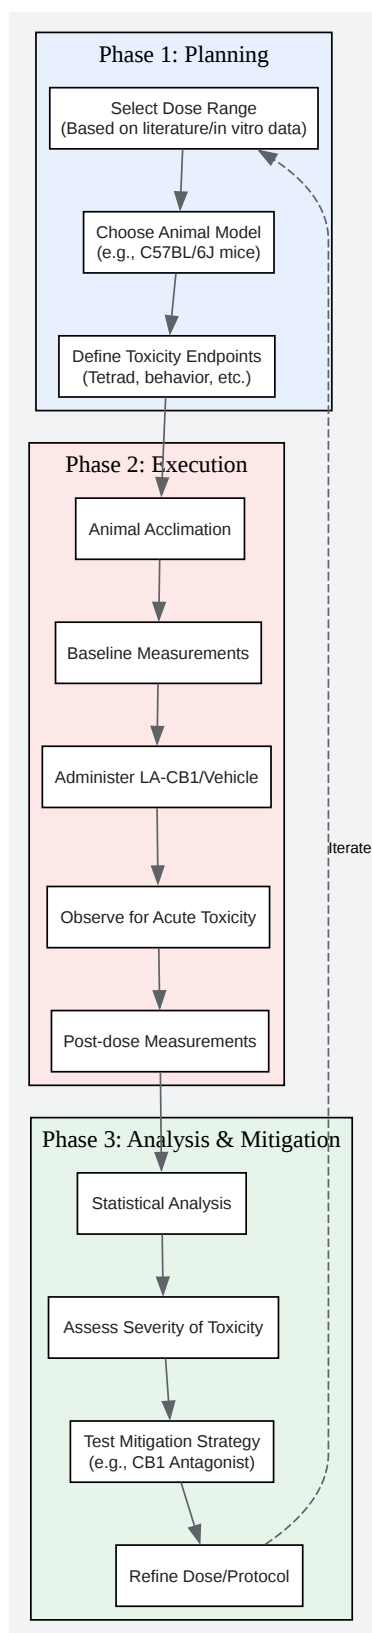 Phase 1: Planning
Select Dose Range
(Based on literature/in vitro data)
Choose Animal Model
(e.g., C57BL/6J mice)
Define Toxicity Endpoints
(Tetrad, behavior, etc.)
Phase 2: Execution
Animal Acclimation
Baseline Measurements
Administer LA-CB1/Vehicle
Iterate
Observe for Acute Toxicity
Post-dose Measurements
Phase 3: Analysis & Mitigation
Statistical Analysis
Assess Severity of Toxicity
Test Mitigation Strategy
(e.g., CB1 Antagonist)
Refine Dose/Protocol